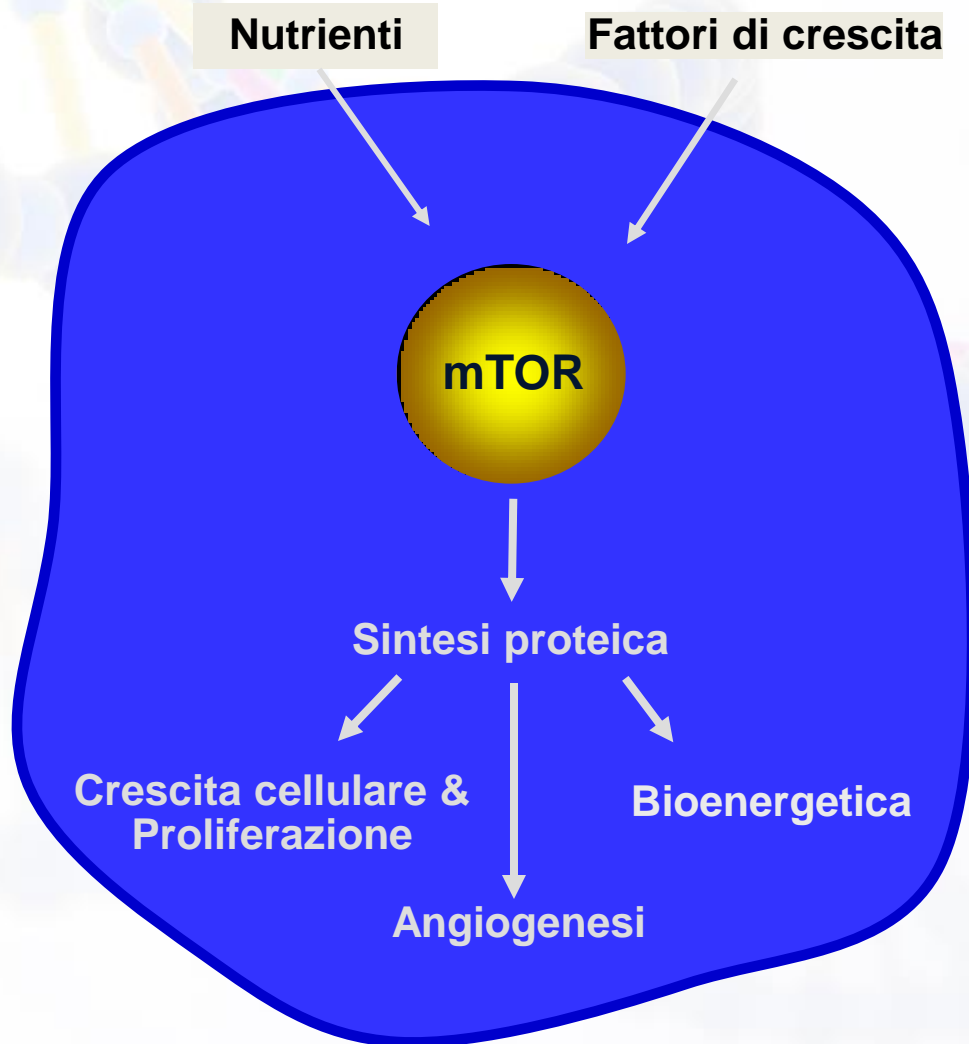 Nutrienti
Fattori di crescita
mTOR
Sintesi proteica
Crescita cellulare &
Proliferazione
Bioenergetica
Angiogenesi